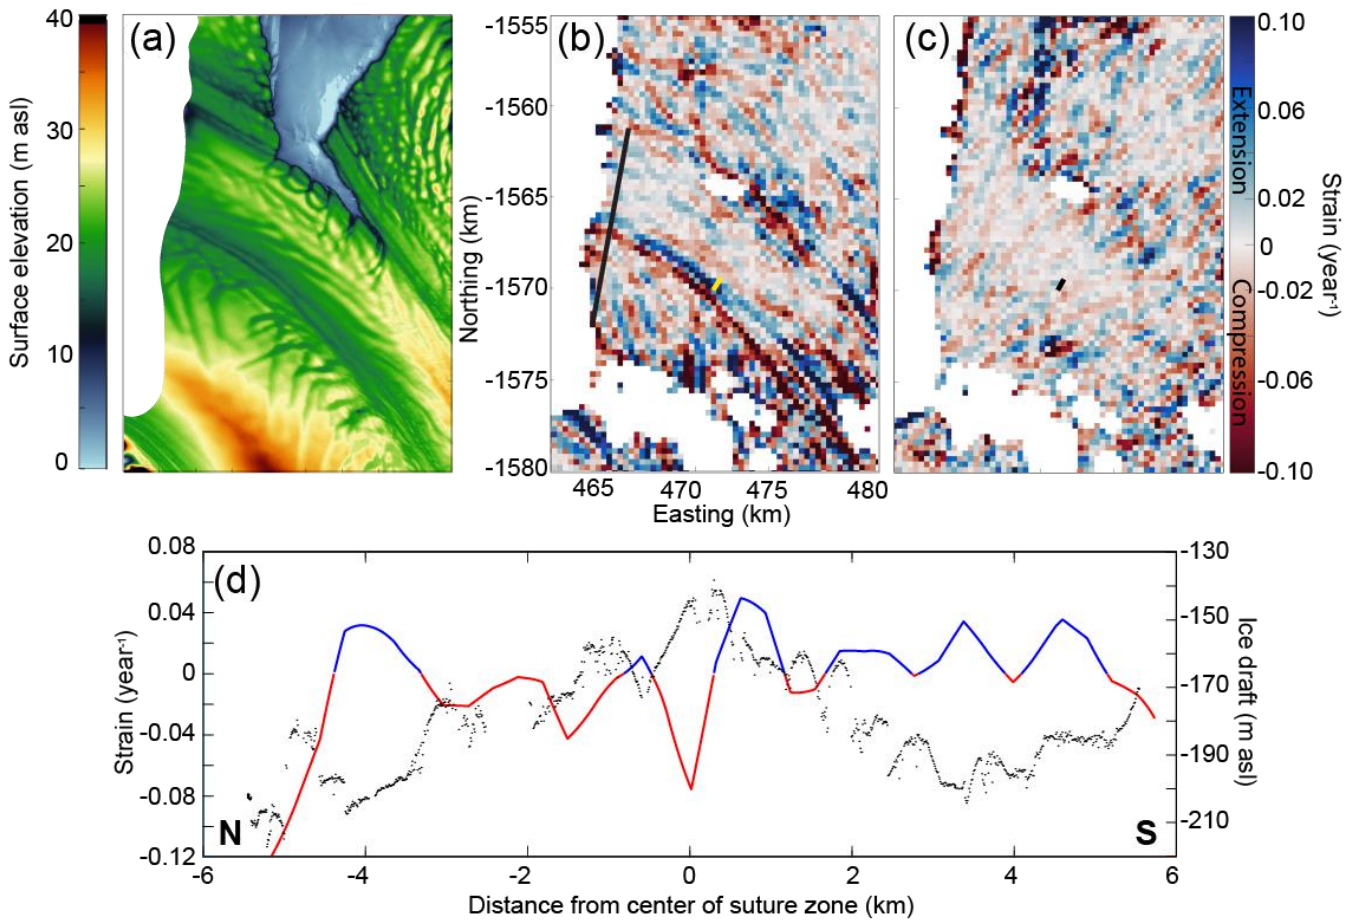 Surface elevation (m asl)
40
30
20
10
0
(a)
Northing (km)
-1555
-1560
-1565
-1570
-1575
-1580
(b)
465 470 475 480
Easting (km)
(c)
0.10
0.06
0.02
0
-0.02
-0.06
-0.10
Extension
Compression
Strain (year-1)
(d)
Strain (year-1)
0.08
0.04
0
-0.04
-0.08
-0.12
-130
-150
-170
-190
-210
Ice draft (m asl)
N
S
-6 -4 -2 0 2 4 6
Distance from center of suture zone (km)